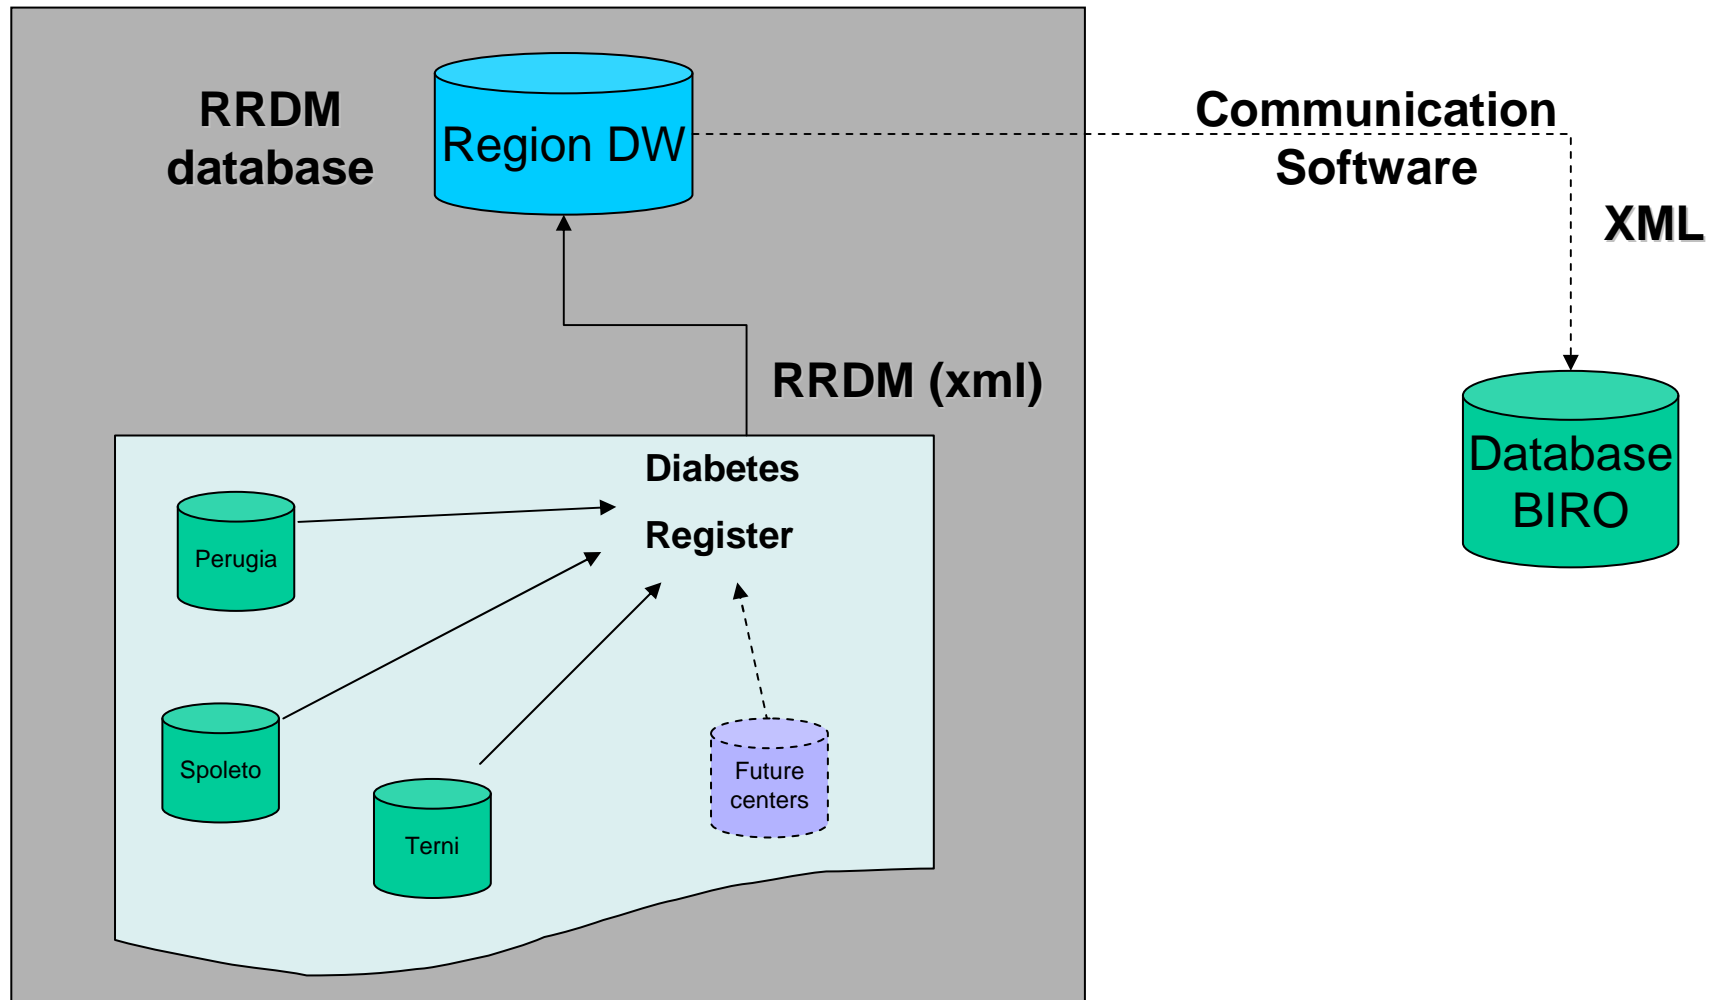 RRDM
database
Region DW
Communication
Software
XML
RRDM (xml)
Diabetes
Register
Perugia
Spoleto
Terni
Future
centers
Database
BIRO